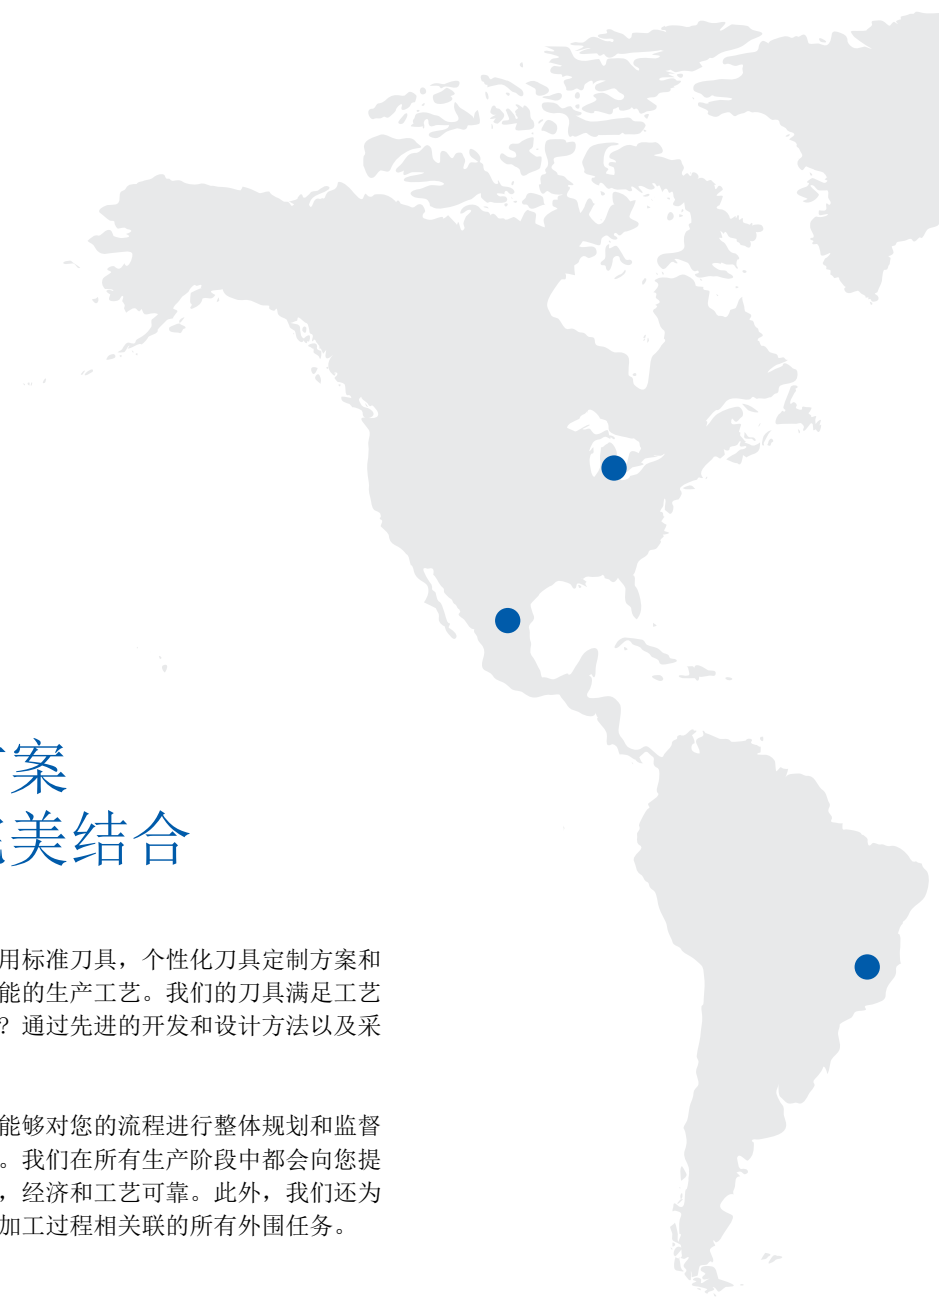 案
美结合
用标准刀具，个性化刀具定制方案和
能的生产工艺。我们的刀具满足工艺
？通过先进的开发和设计方法以及采
能够对您的流程进行整体规划和监督
。我们在所有生产阶段中都会向您提
，经济和工艺可靠。此外，我们还为
加工过程相关联的所有外围任务。